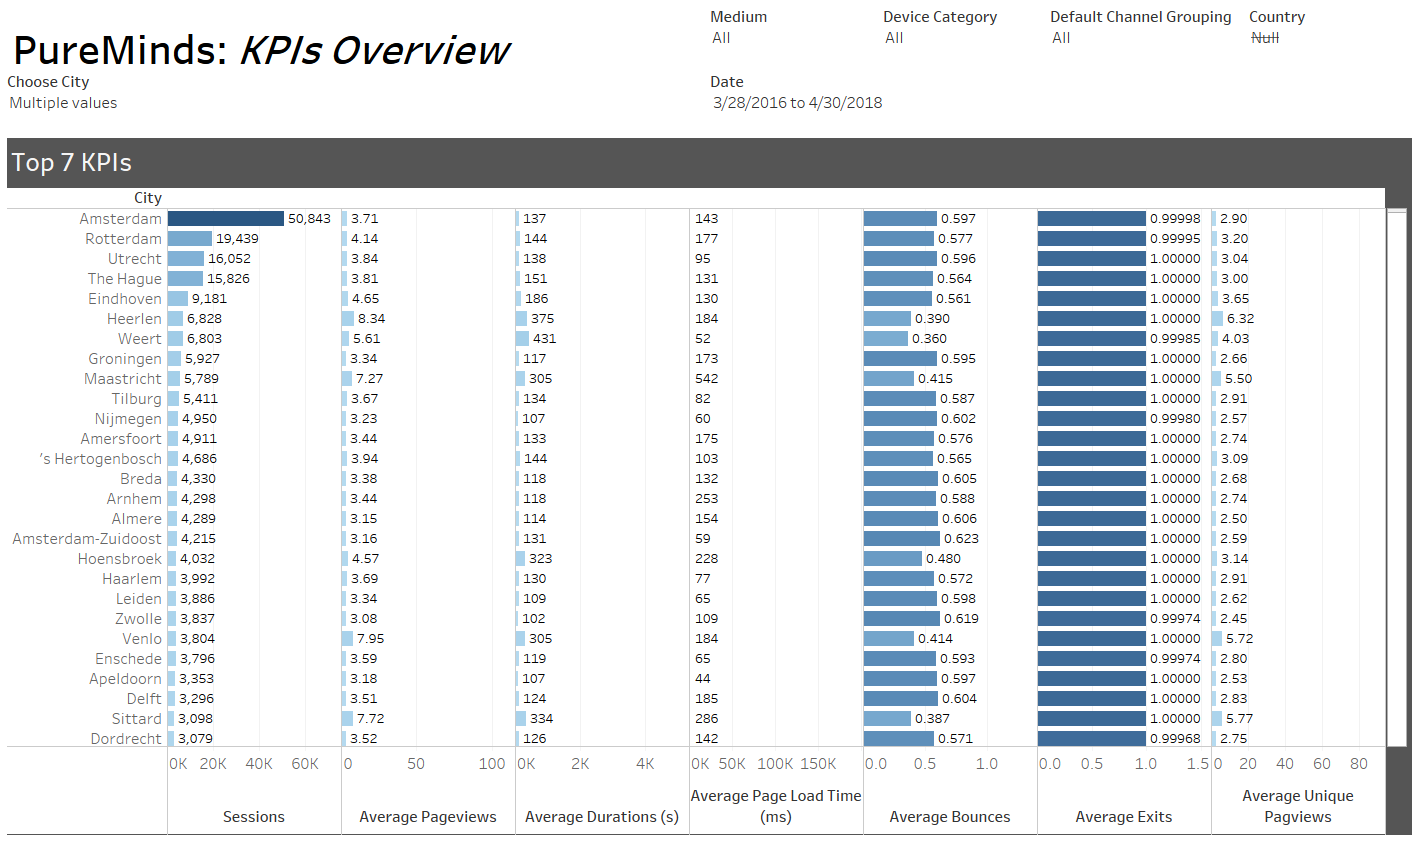 PureMinds: KPIs Overview
Medium Device Category Default Channel Grouping Country
All All All Null
Choose City Date
Multiple values 3/28/2016 to 4/30/2018
Top 7 KPIs
City
Amsterdam 50,843 3.71 137 143 0.597 0.99998 2.90
Rotterdam 19,439 4.14 144 177 0.577 0.99995 3.20
Utrecht 16,052 3.84 138 95 0.596 1.00000 3.04
The Hague 15,826 3.81 151 131 0.564 1.00000 3.00
Eindhoven 9,181 4.65 186 130 0.561 1.00000 3.65
Heerlen 6,828 8.34 375 184 0.390 1.00000 6.32
Weert 6,803 5.61 431 52 0.360 0.99985 4.03
Groningen 5,927 3.34 117 173 0.595 1.00000 2.66
Maastricht 5,789 7.27 305 542 0.415 1.00000 5.50
Tilburg 5,411 3.67 134 82 0.587 1.00000 2.91
Nijmegen 4,950 3.23 107 60 0.602 0.99980 2.57
Amersfoort 4,911 3.44 133 175 0.576 1.00000 2.74
's Hertogenbosch 4,686 3.94 144 103 0.565 1.00000 3.09
Breda 4,330 3.38 118 132 0.605 1.00000 2.68
Arnhem 4,298 3.44 118 253 0.588 1.00000 2.74
Almere 4,289 3.15 114 154 0.606 1.00000 2.50
Amsterdam-Zuidoost 4,215 3.16 131 59 0.623 1.00000 2.59
Hoensbroek 4,032 4.57 323 228 0.480 1.00000 3.14
Haarlem 3,992 3.69 130 77 0.572 1.00000 2.91
Leiden 3,886 3.34 109 65 0.598 1.00000 2.62
Zwolle 3,837 3.08 102 109 0.619 0.99974 2.45
Venlo 3,804 7.95 305 184 0.414 1.00000 5.72
Enschede 3,796 3.59 119 65 0.593 0.99974 2.80
Apeldoorn 3,353 3.18 107 44 0.597 1.00000 2.53
Delft 3,296 3.51 124 185 0.604 1.00000 2.83
Sittard 3,098 7.72 334 286 0.387 1.00000 5.77
Dordrecht 3,079 3.52 126 142 0.571 0.99968 2.75
0K 20K 40K 60K 0 50 100 0K 2K 4K 0K 50K 100K 150K 0.0 0.5 1.0 0.0 0.5 1.0 1.5 0 20 40 60 80
Sessions Average Pageviews Average Durations (s) Average Page Load Time (ms) Average Bounces Average Exits Average Unique Pagviews